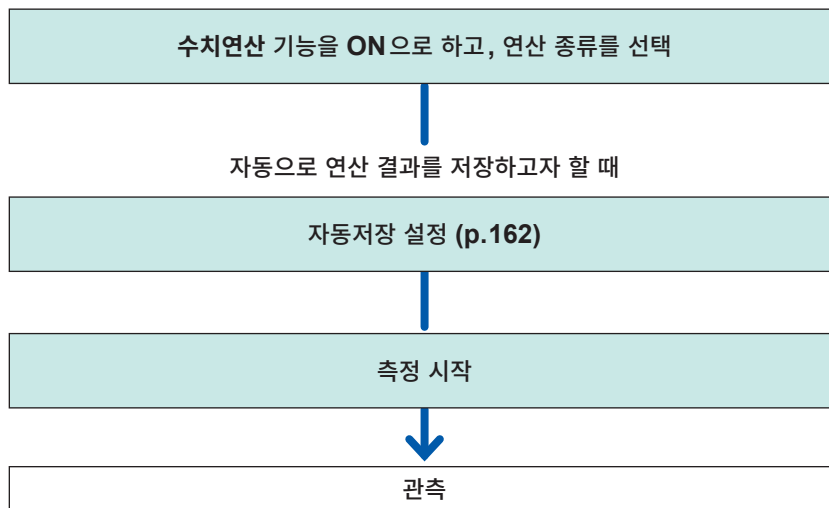 수치연산 기능을 ON으로 하고, 연산 종류를 선택
자동으로 연산 결과를 저장하고자 할 때
자동저장 설정 (p.162)
측정 시작
관측